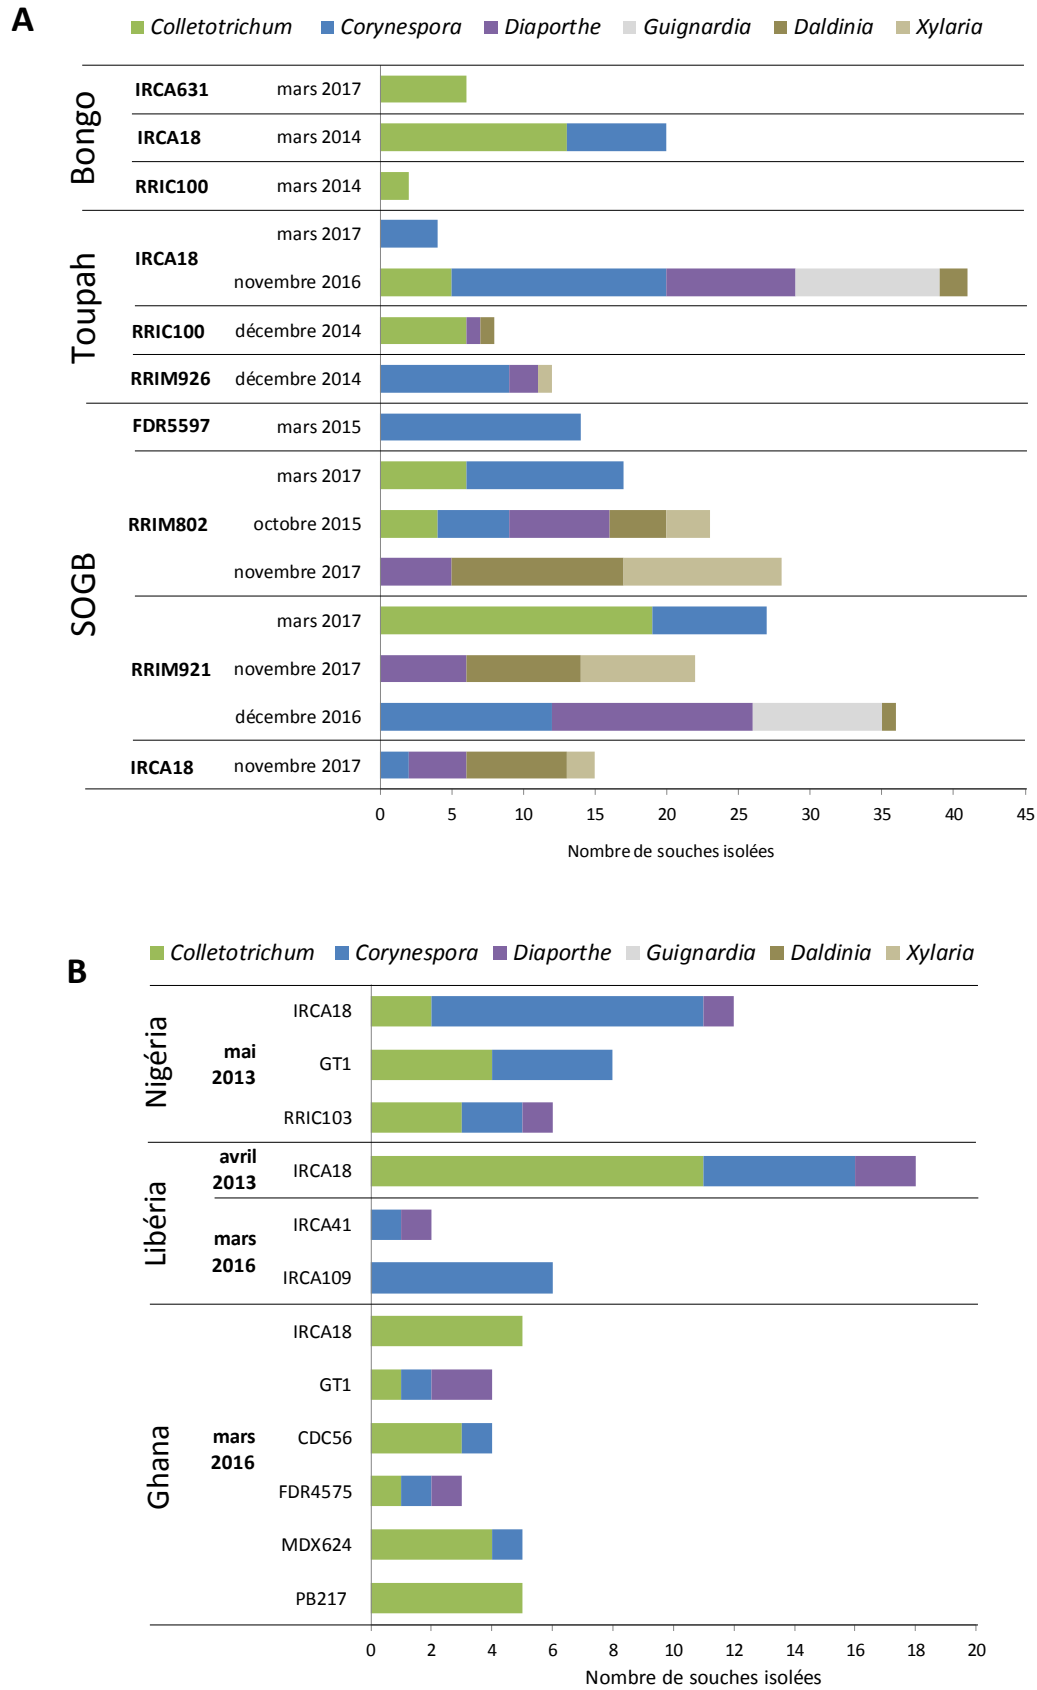 A
Colletotrichum Corynespora Diaporthe Guignardia Daldinia Xylaria
Bongo
IRCA631 mars 2017
IRCA18 mars 2014
RRIC100 mars 2014
Toupah
IRCA18
mars 2017
novembre 2016
RRIC100 décembre 2014
RRIM926 décembre 2014
SOGB
FDR5597 mars 2015
RRIM802
mars 2017
octobre 2015
novembre 2017
RRIM921
mars 2017
novembre 2017
décembre 2016
IRCA18 novembre 2017
0 5 10 15 20 25 30 35 40 45
Nombre de souches isolées
B
Colletotrichum Corynespora Diaporthe Guignardia Daldinia Xylaria
Nigéria
mai
2013
IRCA18
GT1
RRIC103
Libéria
avril
2013
IRCA18
mars
2016
IRCA41
IRCA109
Ghana
mars
2016
IRCA18
GT1
CDC56
FDR4575
MDX624
PB217
0 2 4 6 8 10 12 14 16 18 20
Nombre de souches isolées